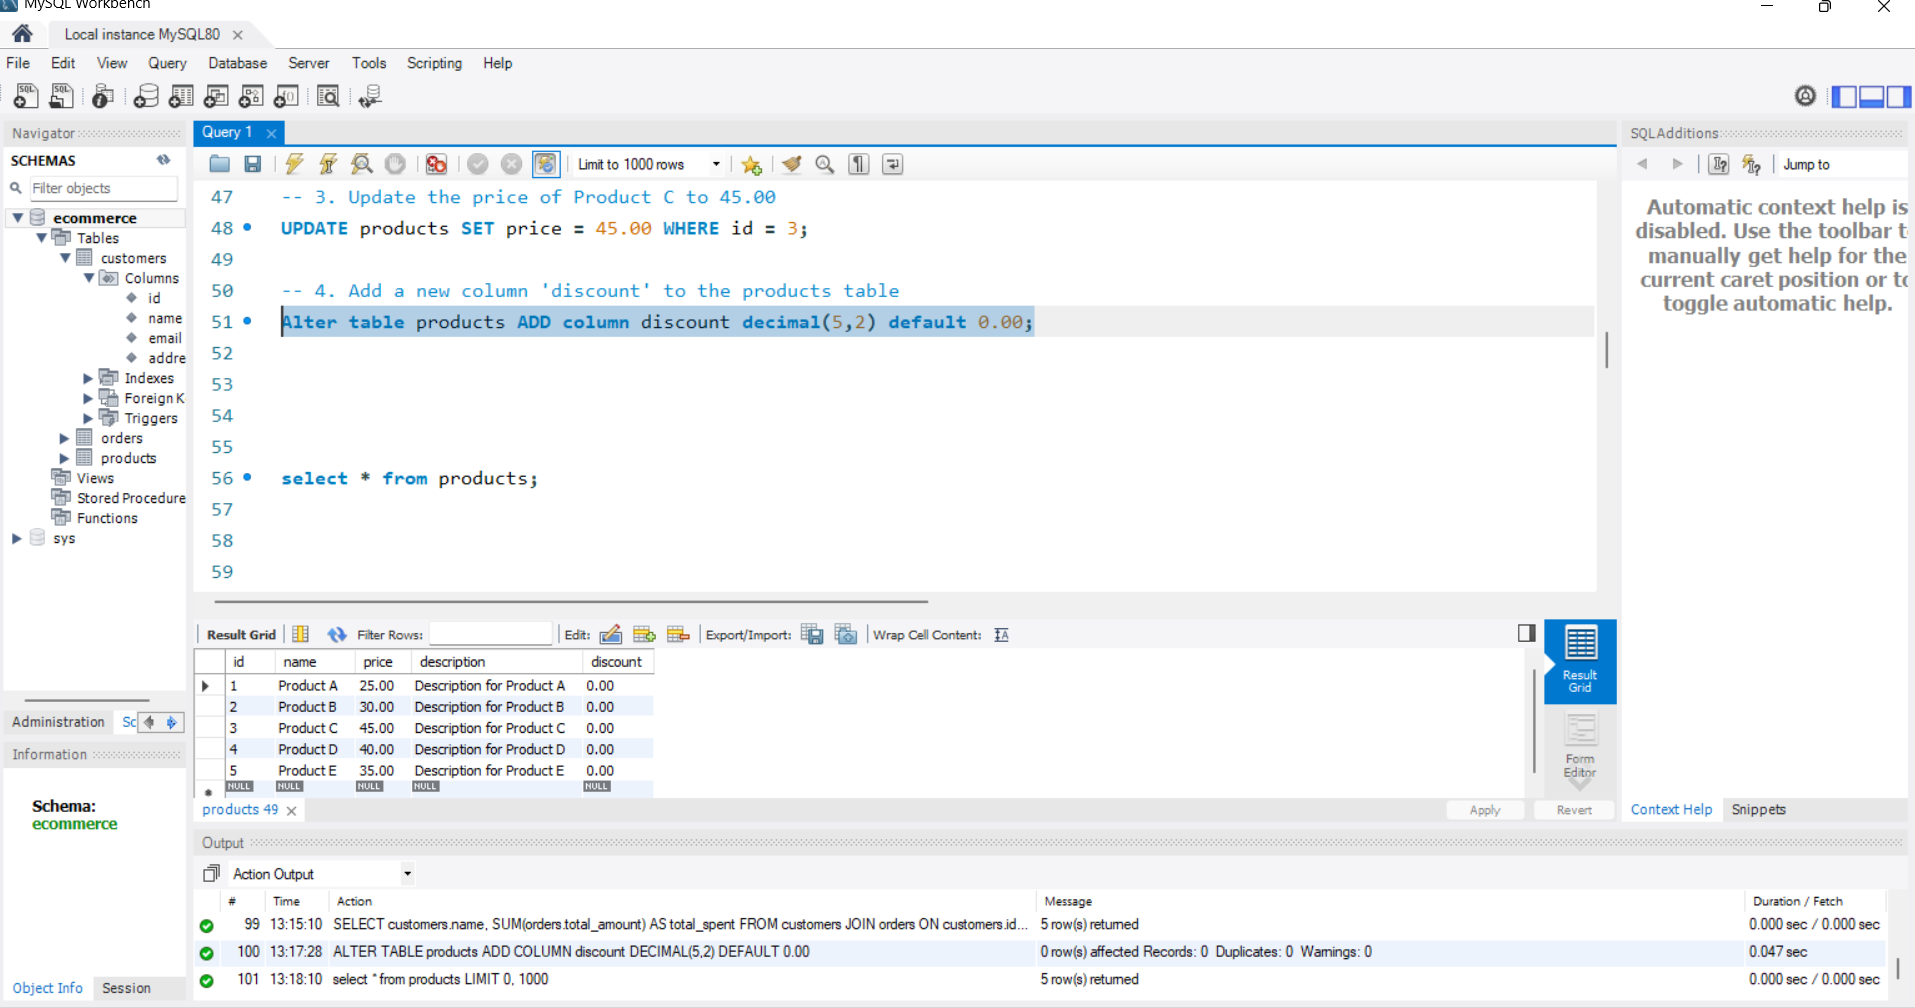 MySQL Workbench
Local instance MySQL80
File Edit View Query Database Server Tools Scripting Help
Navigator
SCHEMAS
Filter objects
ecommerce
Tables
customers
Columns
id
name
email
addre
Indexes
Foreign K
Triggers
orders
products
Views
Stored Procedure
Functions
sys
Administration Sc
Information
Schema:
ecommerce
Object Info Session
Query 1
Limit to 1000 rows
47 -- 3. Update the price of Product C to 45.00
48 UPDATE products SET price = 45.00 WHERE id = 3;
49
50 -- 4. Add a new column 'discount' to the products table
51 Alter table products ADD column discount decimal(5,2) default 0.00;
52
53
54
55
56 select * from products;
57
58
59
Result Grid Filter Rows: Edit: Export/Import: Wrap Cell Content:
id name price description discount
1 Product A 25.00 Description for Product A 0.00
2 Product B 30.00 Description for Product B 0.00
3 Product C 45.00 Description for Product C 0.00
4 Product D 40.00 Description for Product D 0.00
5 Product E 35.00 Description for Product E 0.00
NULL NULL NULL NULL NULL
Result
Grid
Form
Editor
products 49
Apply Revert
SQLAdditions
Jump to
Automatic context help is
disabled. Use the toolbar t
manually get help for the
current caret position or to
toggle automatic help.
Context Help Snippets
Output
Action Output
# Time Action Message Duration / Fetch
99 13:15:10 SELECT customers.name, SUM(orders.total_amount) AS total_spent FROM customers JOIN orders ON customers.id... 5 row(s) returned 0.000 sec / 0.000 sec
100 13:17:28 ALTER TABLE products ADD COLUMN discount DECIMAL(5,2) DEFAULT 0.00 0 row(s) affected Records: 0 Duplicates: 0 Warnings: 0 0.047 sec
101 13:18:10 select * from products LIMIT 0, 1000 5 row(s) returned 0.000 sec / 0.000 sec